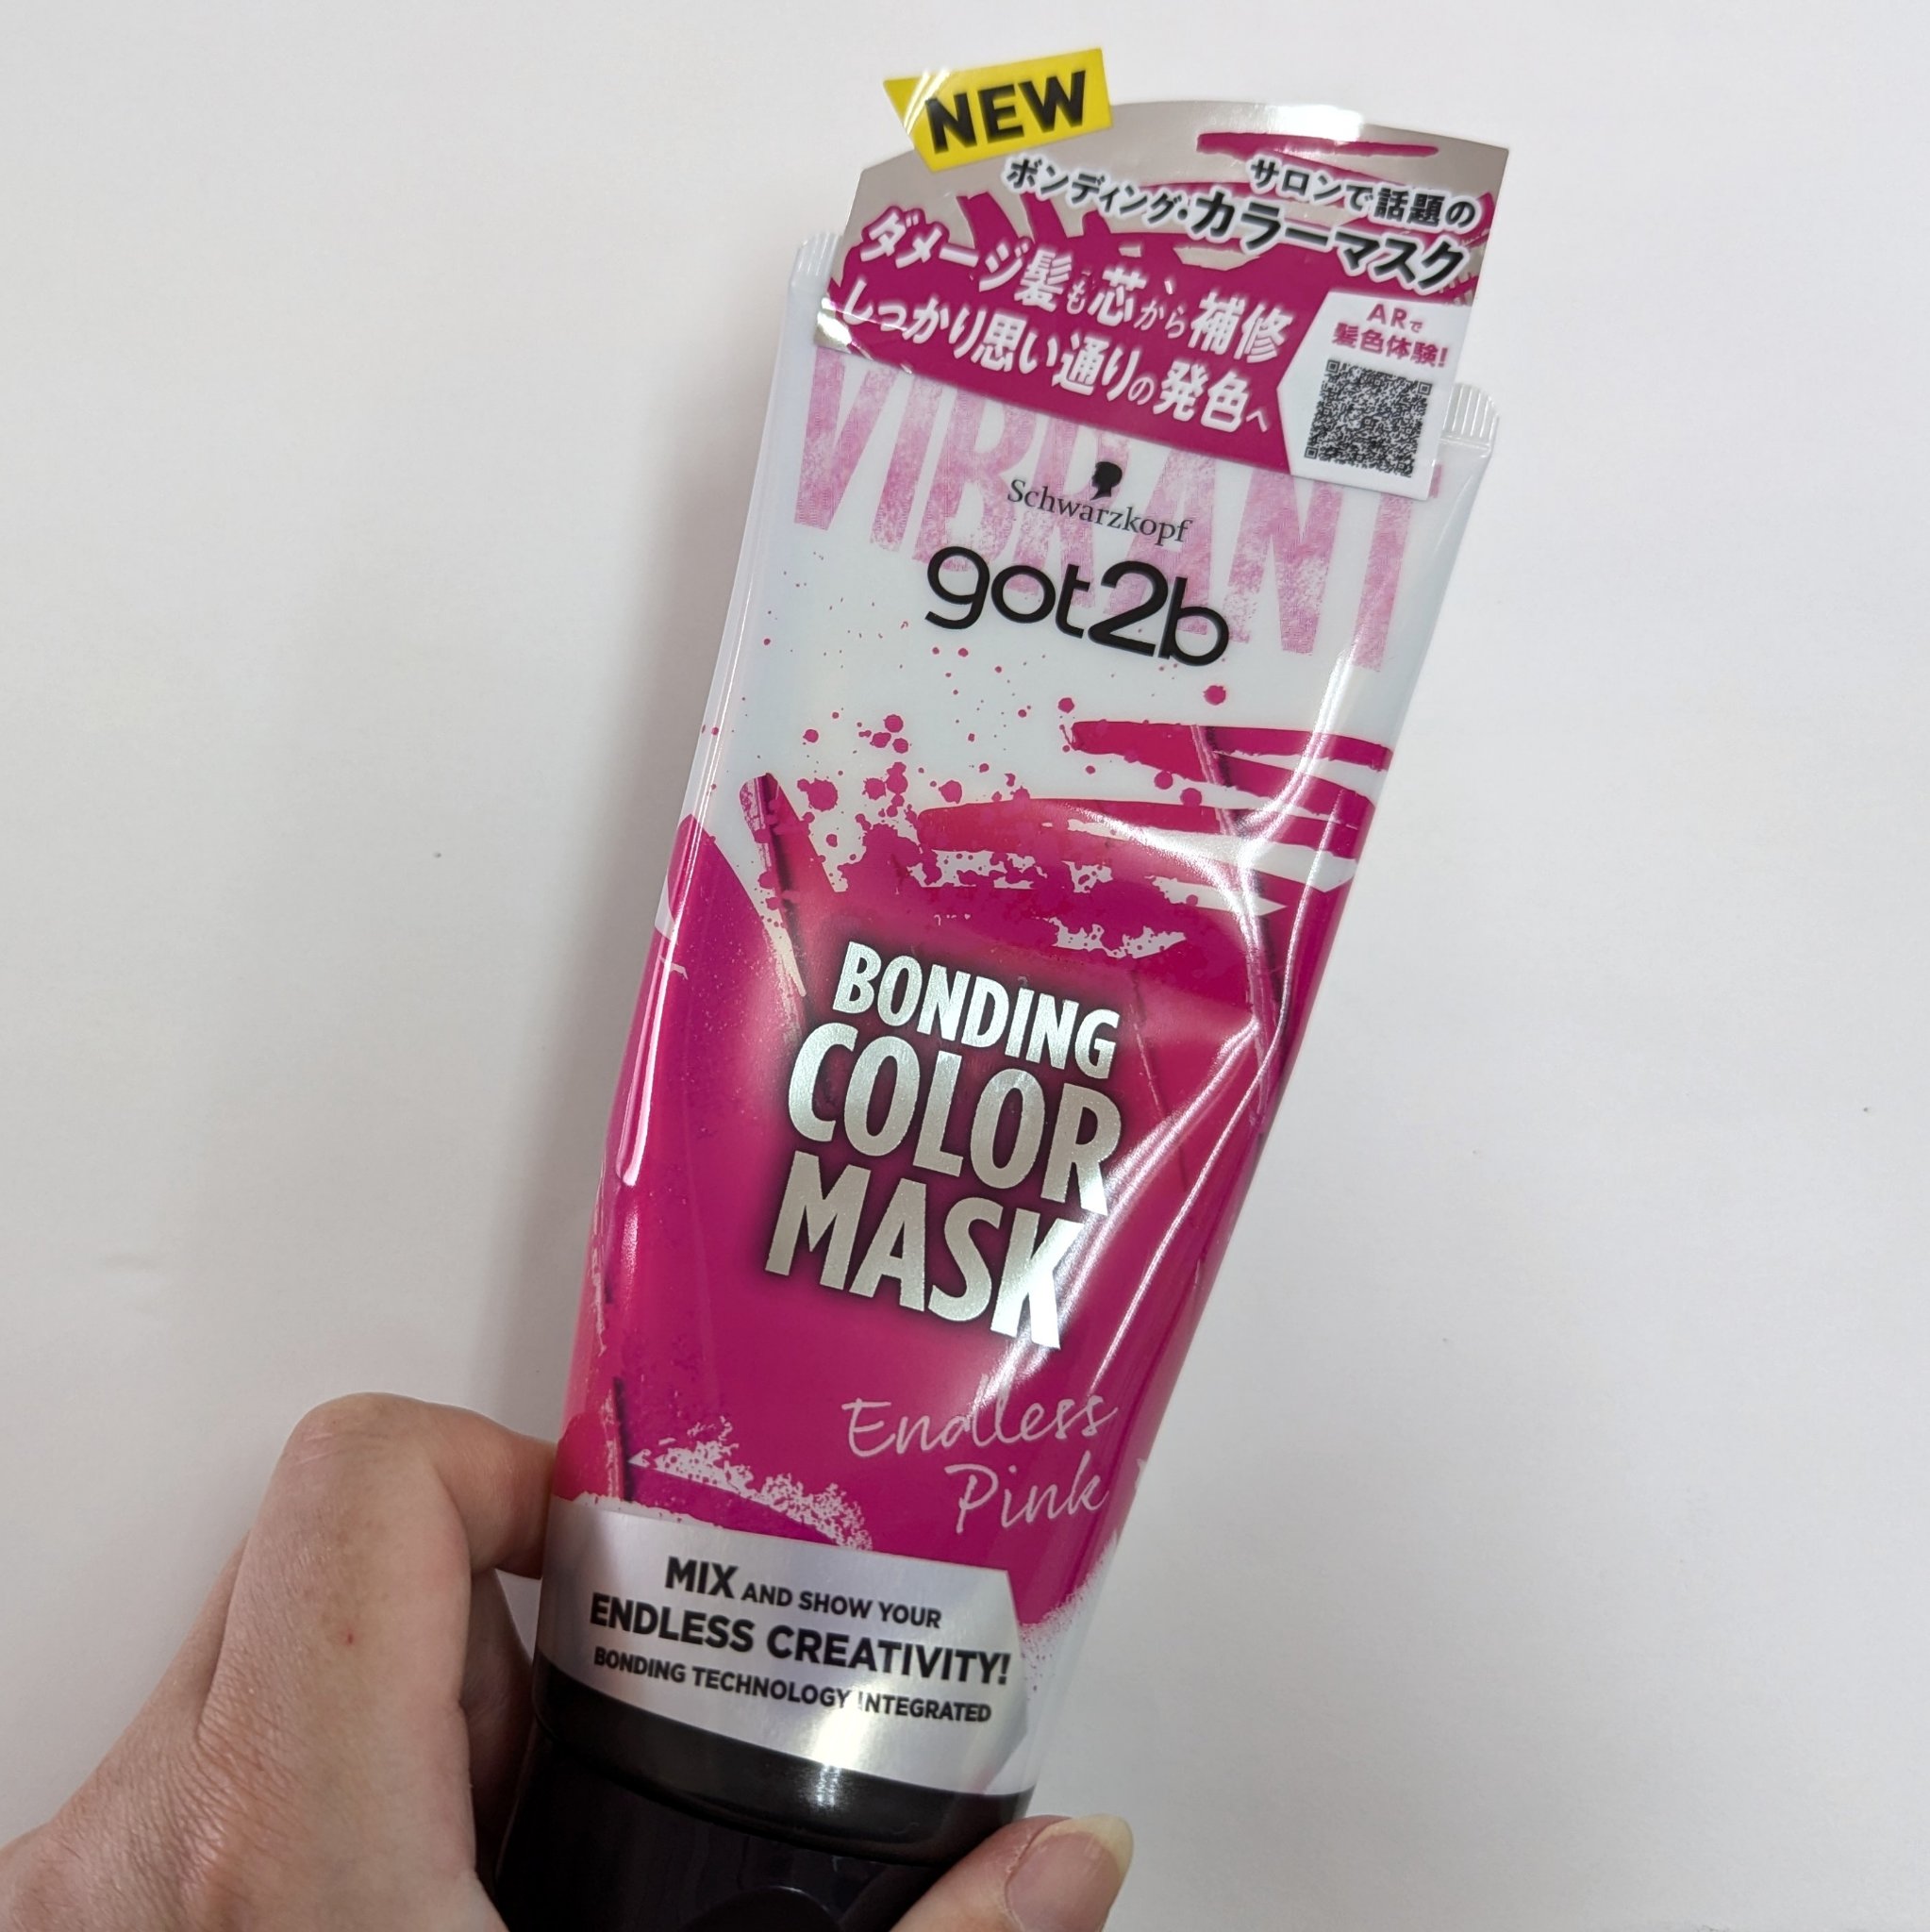 NEW
サロンで話題の
ボンディング・カラーマスク
ダメージ髪も芯から補修、
しっかり思い通りの発色へ
ARで
髪色体験!
VIBRANT
Schwarzkopf
got2b
BONDING
COLOR
MASK
Endless
Pink
MIX AND SHOW YOUR
ENDLESS CREATIVITY!
BONDING TECHNOLOGY INTEGRATED